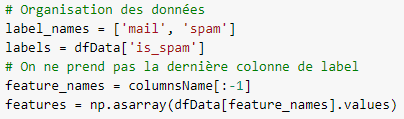 # Organisation des données
label_names = ['mail', 'spam']
labels = dfData['is_spam']
# On ne prend pas la dernière colonne de label
feature_names = columnsName[:-1]
features = np.asarray(dfData[feature_names].values)